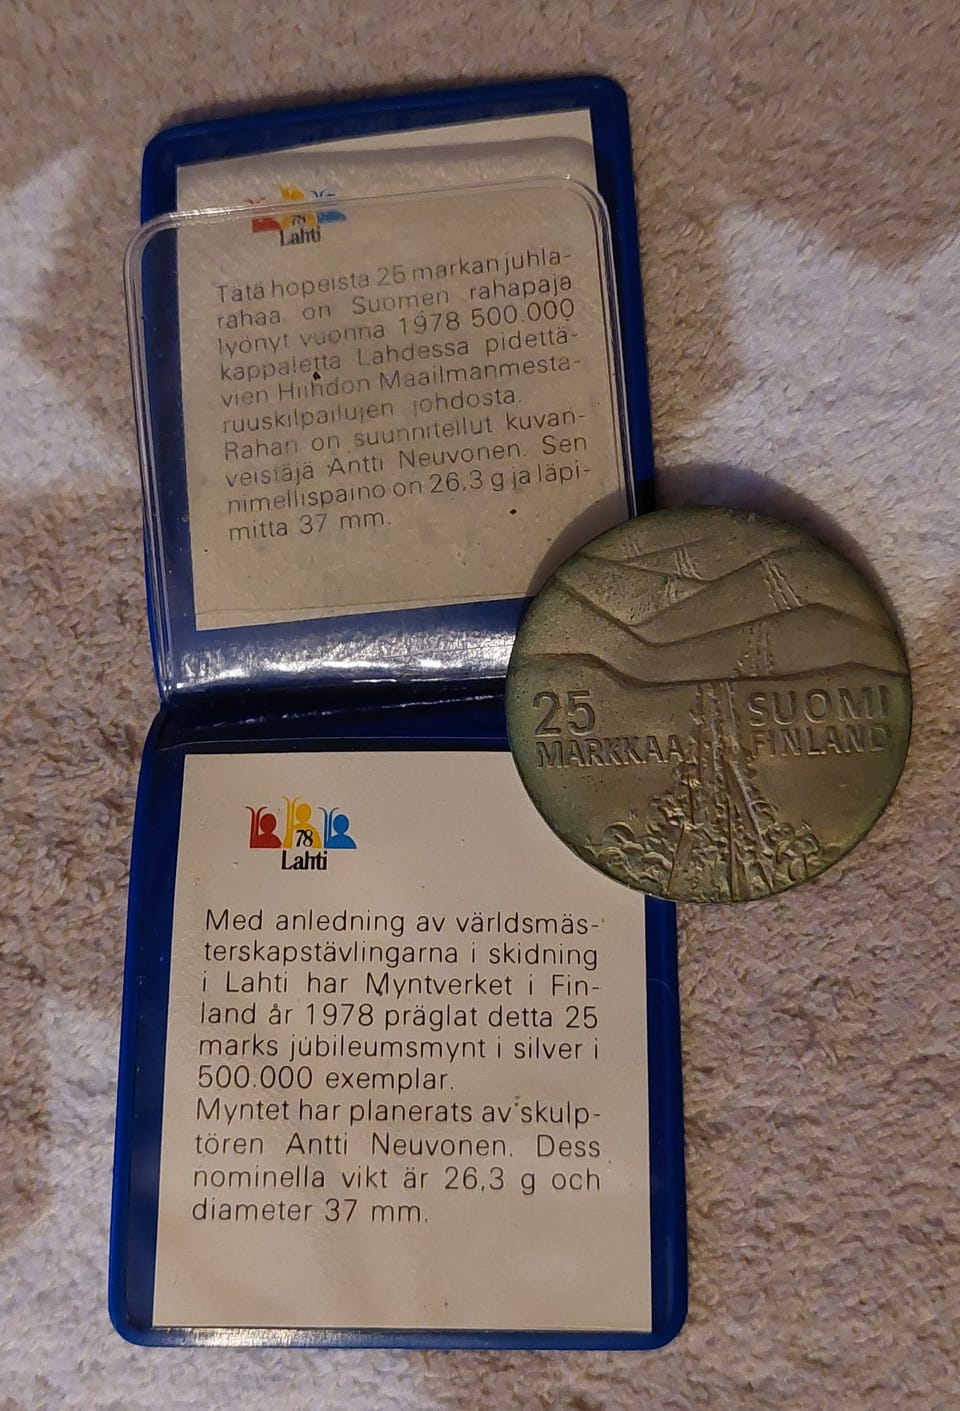 78
Lahti
Tätä hopeista 25 markan juhla-
rahaa on Suomen rahapaja
lyönyt vuonna 1978 500.000
kappaletta Lahdessa pidettä-
vien Hiihdon Maailmanmesta-
ruuskilpailujen johdosta.
Rahan on suunnitellut kuvan-
veistäjä Antti Neuvonen. Sen
nimellispaino on 26,3 g ja läpi-
mitta 37 mm.
25
MARKKAA
SUOMI
FINLAND
K
N
78
Lahti
Med anledning av världsmäs-
terskapstävlingarna i skidning
i Lahti har Myntverket i Fin-
land år 1978 präglat detta 25
marks jubileumsmynt i silver i
500.000 exemplar.
Myntet har planerats av skulp-
tören Antti Neuvonen. Dess
nominella vikt är 26,3 g och
diameter 37 mm.